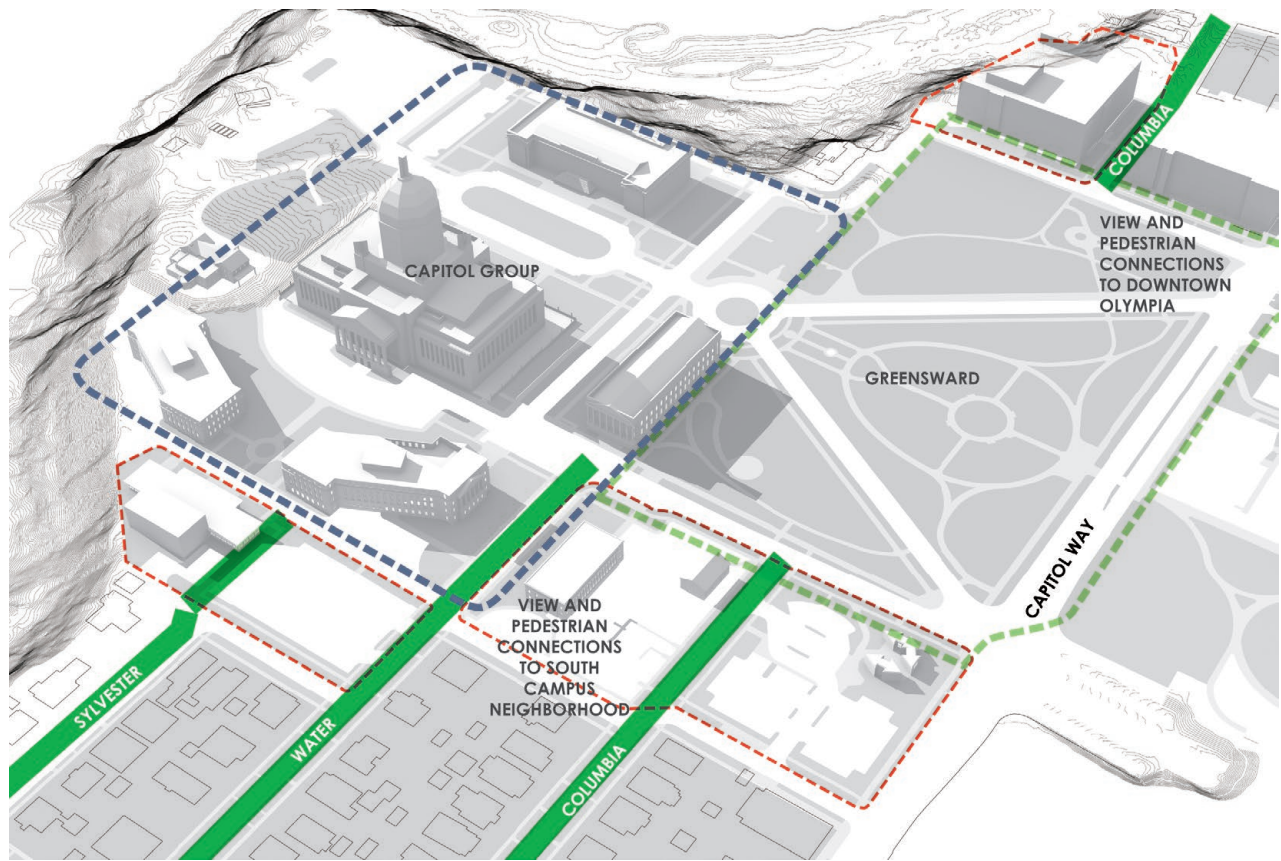 COLUMBIA
VIEW AND
PEDESTRIAN
CONNECTIONS
TO DOWNTOWN
OLYMPIA
CAPITOL GROUP
GREENSWARD
CAPITOL WAY
VIEW AND
PEDESTRIAN
CONNECTIONS
TO SOUTH
CAMPUS
NEIGHBORHOOD
SYLVESTER
WATER
COLUMBIA